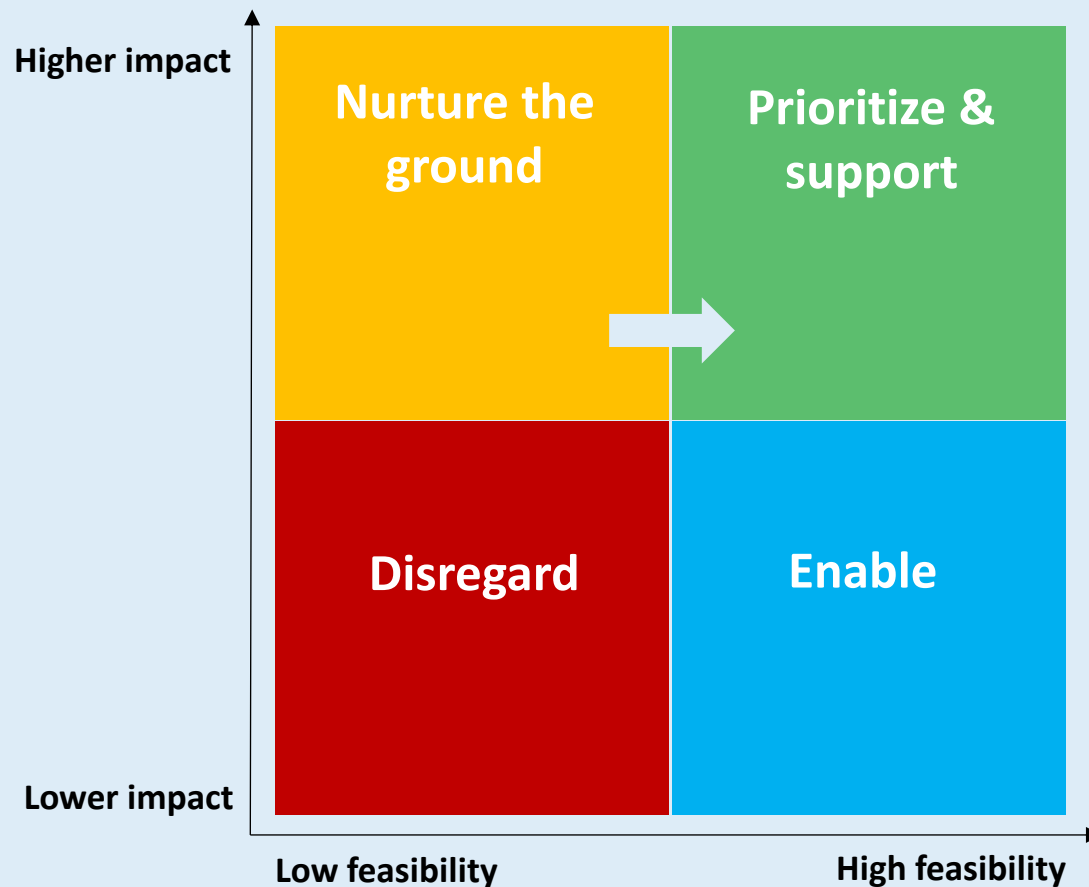 Higher impact
Nurture the
ground
Prioritize &
support
Disregard
Enable
Lower impact
Low feasibility
High feasibility